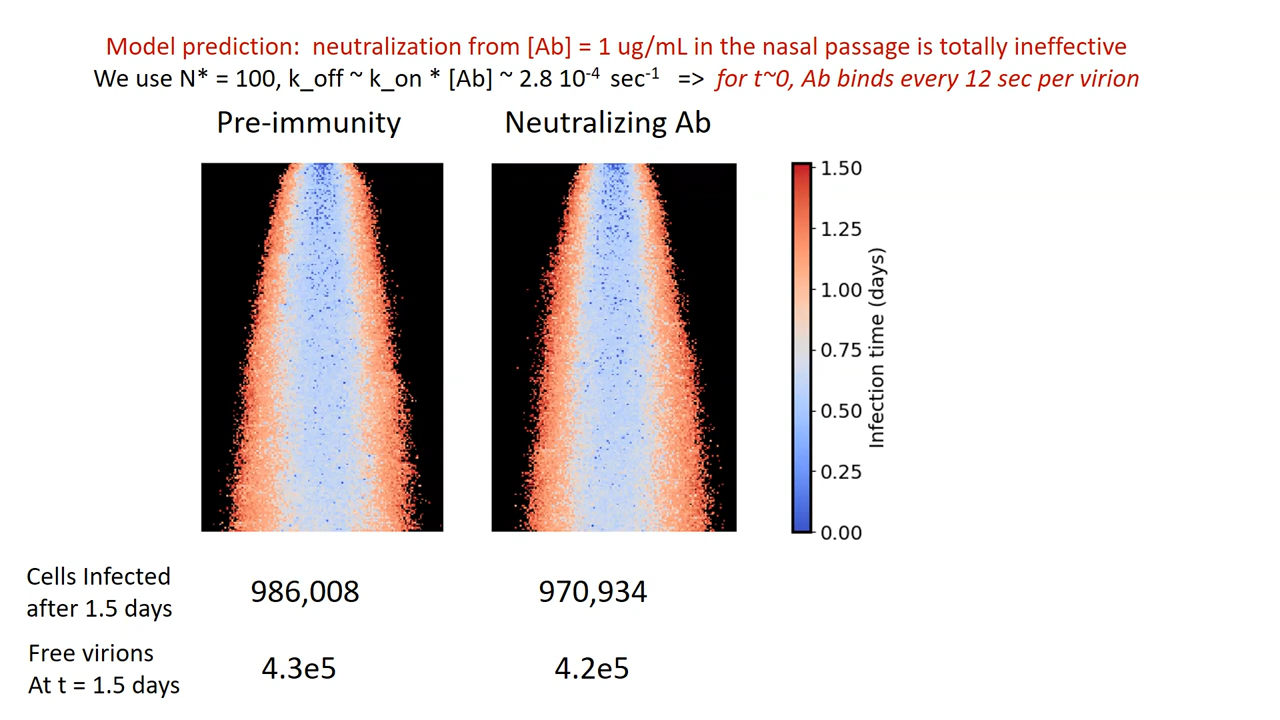 Model prediction:  neutralization from [Ab] = 1 ug/mL in the nasal passage is totally ineffective
We use N* = 100, k_off ~ k_on * [Ab] ~ 2.8 10⁻⁴ sec⁻¹  => for t~0, Ab binds every 12 sec per virion
Pre-immunity
Neutralizing Ab
1.50
1.25
1.00
0.75
0.50
0.25
0.00
Infection time (days)
Cells Infected
after 1.5 days
986,008
970,934
Free virions
At t = 1.5 days
4.3e5
4.2e5